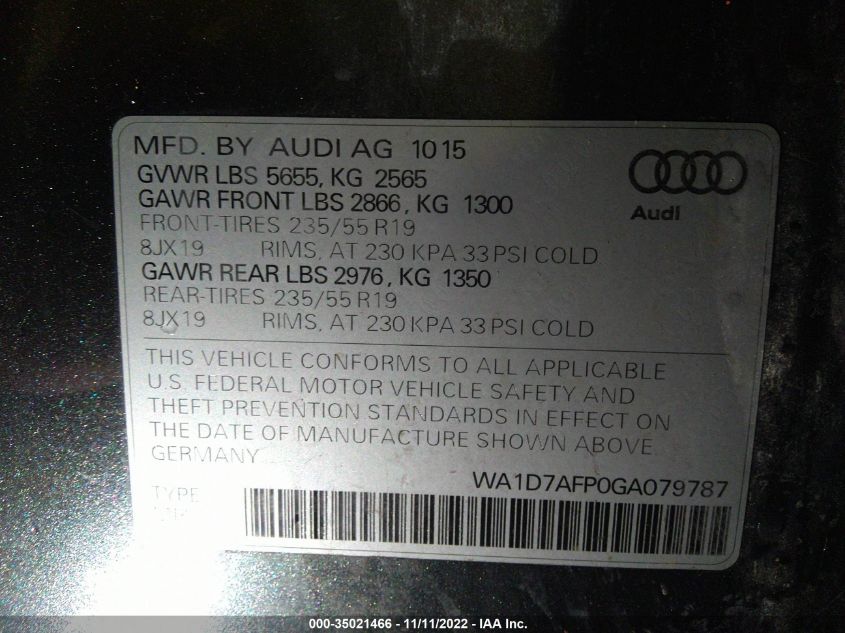 MFD. BY AUDI AG 1015
GVWR LBS 5655, KG 2565
GAWR FRONT LBS 2866, KG 1300
FRONT-TIRES 235/55 R19
8JX19 RIMS, AT 230 KPA 33 PSI COLD
GAWR REAR LBS 2976, KG 1350
REAR-TIRES 235/55 R19
8JX19 RIMS, AT 230 KPA 33 PSI COLD
Audi
THIS VEHICLE CONFORMS TO ALL APPLICABLE
U.S. FEDERAL MOTOR VEHICLE SAFETY AND
THEFT PREVENTION STANDARDS IN EFFECT ON
THE DATE OF MANUFACTURE SHOWN ABOVE
GERMANY
WA1D7AFP0GA079787
TYPE
000-35021466 - 11/11/2022 - IAA Inc.